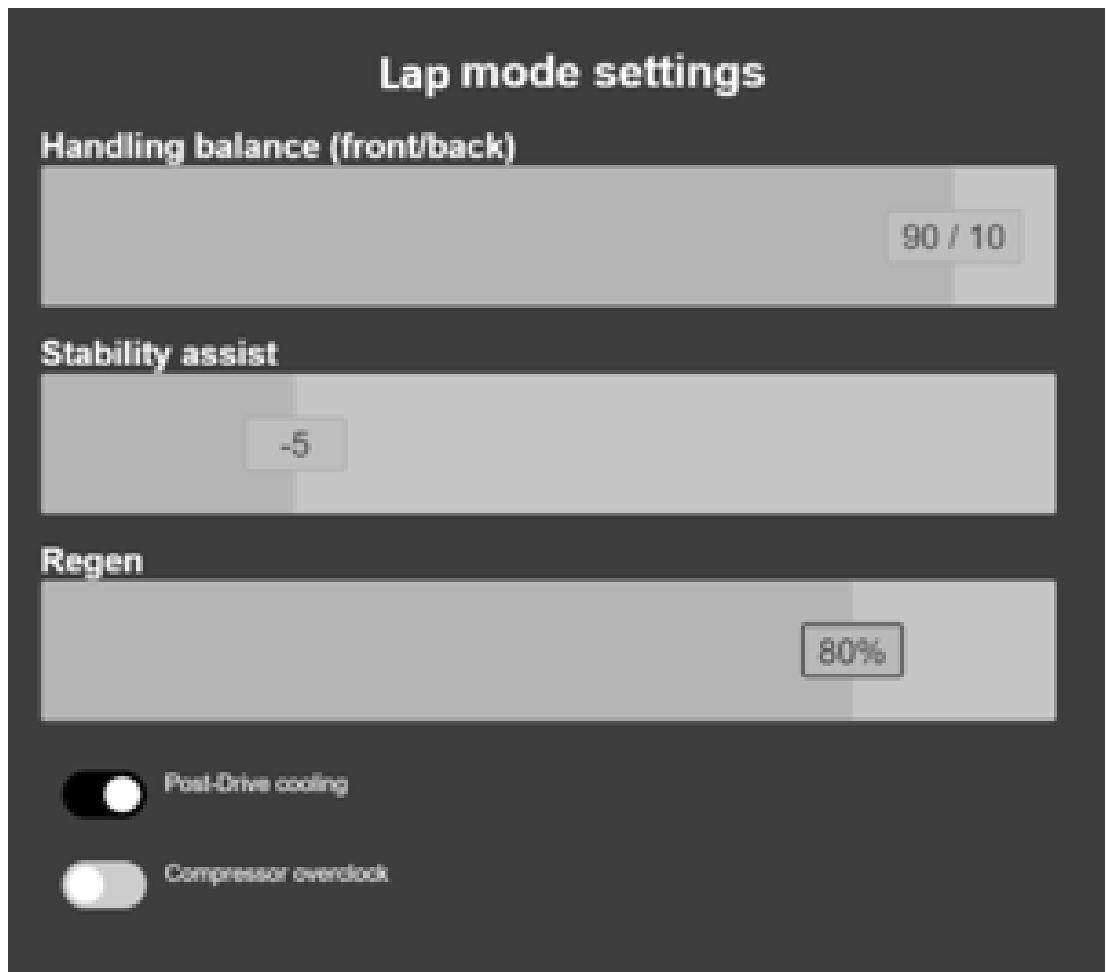 Lap mode settings
Handling balance (front/back)
90 / 10
Stability assist
-5
Regen
80%
Post-Drive cooling
Compressor overclock